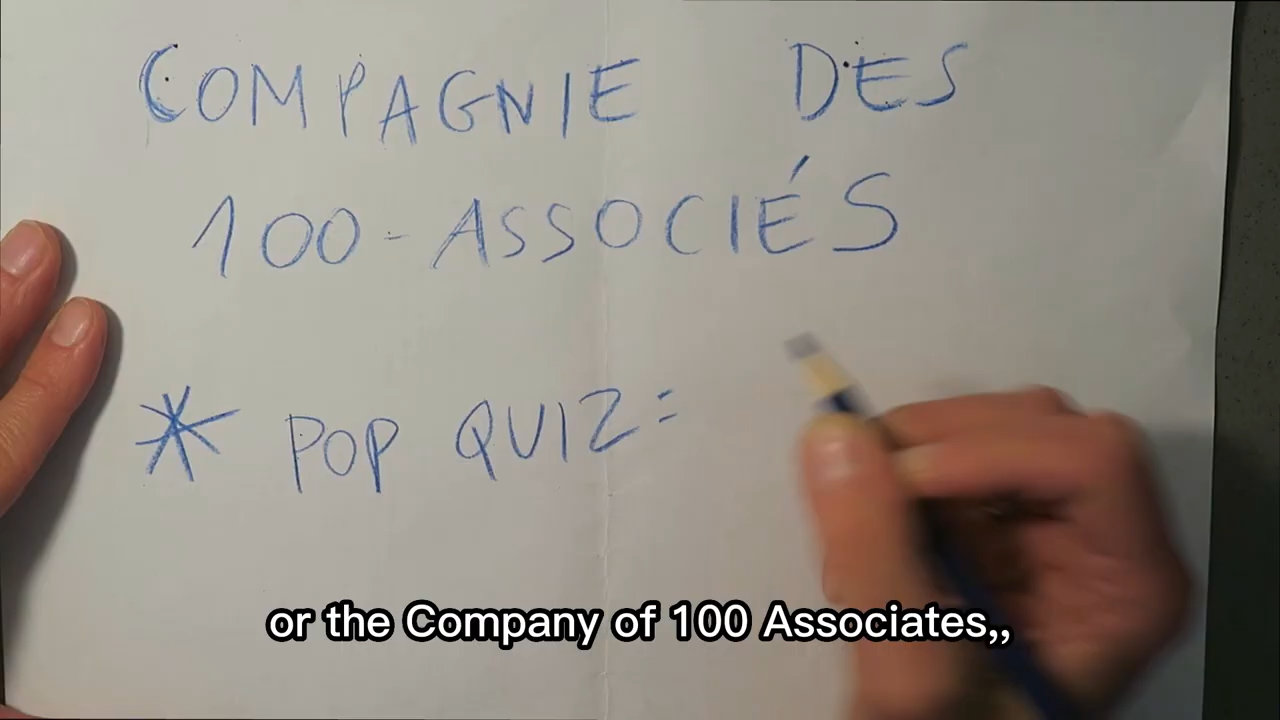 COMPAGNIE DES
100-ASSOCIÉS
* POP QUIZ:
or the Company of 100 Associates,,